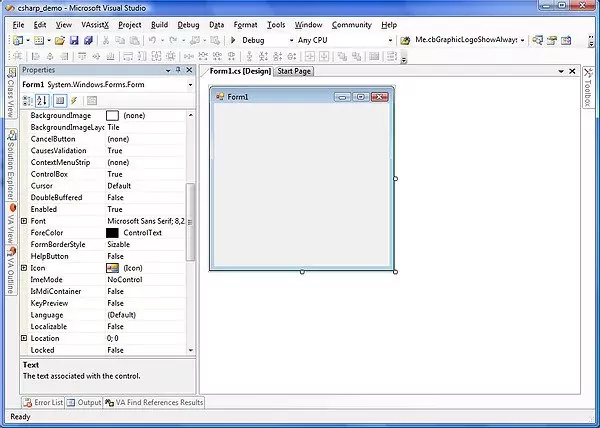 csharp_demo - Microsoft Visual Studio
File Edit View VAssistX Project Build Debug Data Format Tools Window Community Help
Debug Any CPU Me.cbGraphicLogoShowAlways
Class View
Solution Explorer
VA View
VA Outline
Properties
Form1 System.Windows.Forms.Form
BackgroundImage (none)
BackgroundImageLayo Tile
CancelButton (none)
CausesValidation True
ContextMenuStrip (none)
ControlBox True
Cursor Default
DoubleBuffered False
Enabled True
Font Microsoft Sans Serif; 8,2
ForeColor ControlText
FormBorderStyle Sizable
HelpButton False
Icon (Icon)
ImeMode NoControl
IsMdiContainer False
KeyPreview False
Language (Default)
Localizable False
Location 0; 0
Locked False
Text
The text associated with the control.
Form1.cs [Design] Start Page
Form1
Toolbox
Error List Output VA Find References Results
Ready